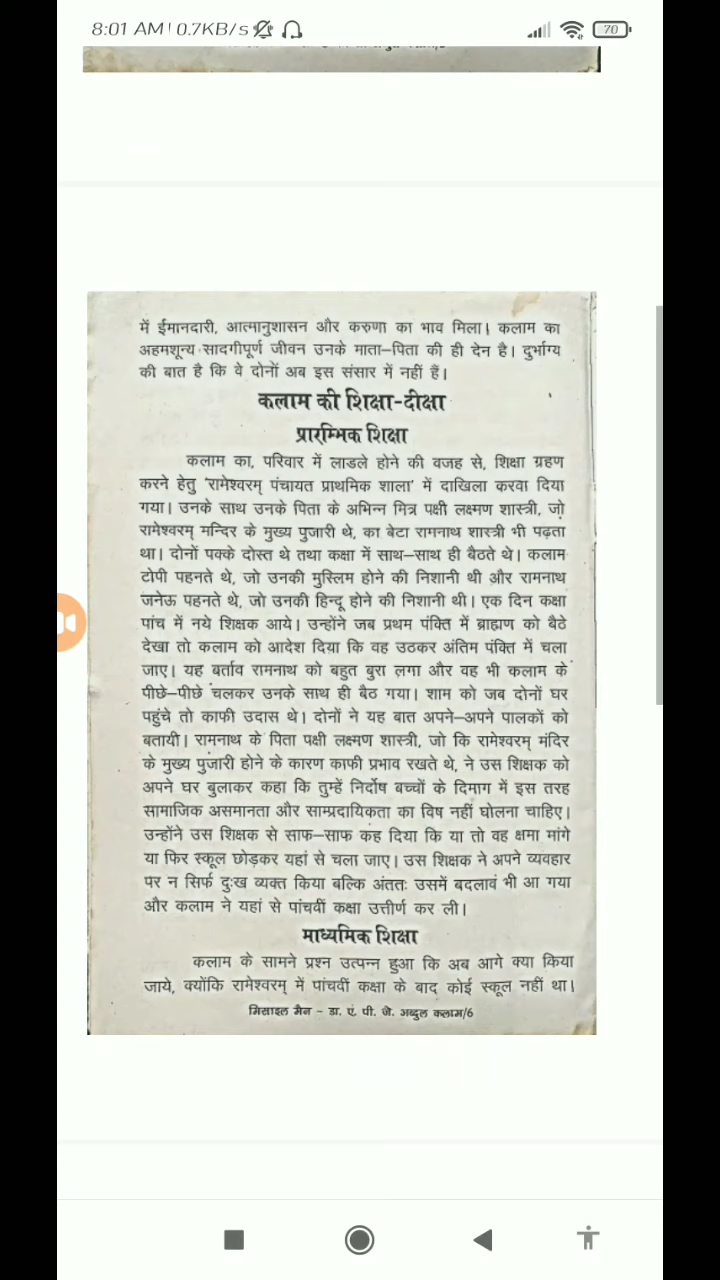 8:01 AM 0.7KB/s 70
में ईमानदारी, आत्मानुशासन और करुणा का भाव मिला। कलाम का
अहमशून्य सादगीपूर्ण जीवन उनके माता–पिता की ही देन है। दुर्भाग्य
की बात है कि वे दोनों अब इस संसार में नहीं हैं।
कलाम की शिक्षा-दीक्षा
प्रारम्भिक शिक्षा
कलाम का, परिवार में लाडले होने की वजह से, शिक्षा ग्रहण
करने हेतु 'रामेश्वरम् पंचायत प्राथमिक शाला' में दाखिला करवा दिया
गया। उनके साथ उनके पिता के अभिन्न मित्र पक्षी लक्ष्मण शास्त्री, जो
रामेश्वरम् मन्दिर के मुख्य पुजारी थे, का बेटा रामनाथ शास्त्री भी पढ़ता
था। दोनों पक्के दोस्त थे तथा कक्षा में साथ–साथ ही बैठते थे। कलाम
टोपी पहनते थे, जो उनकी मुस्लिम होने की निशानी थी और रामनाथ
जनेऊ पहनते थे, जो उनकी हिन्दू होने की निशानी थी। एक दिन कक्षा
पांच में नये शिक्षक आये। उन्होंने जब प्रथम पंक्ति में ब्राह्मण को बैठे
देखा तो कलाम को आदेश दिया कि वह उठकर अंतिम पंक्ति में चला
जाए। यह बर्ताव रामनाथ को बहुत बुरा लगा और वह भी कलाम के
पीछे–पीछे चलकर उनके साथ ही बैठ गया। शाम को जब दोनों घर
पहुंचे तो काफी उदास थे। दोनों ने यह बात अपने–अपने पालकों को
बतायी। रामनाथ के पिता पक्षी लक्ष्मण शास्त्री, जो कि रामेश्वरम् मंदिर
के मुख्य पुजारी होने के कारण काफी प्रभाव रखते थे, ने उस शिक्षक को
अपने घर बुलाकर कहा कि तुम्हें निर्दोष बच्चों के दिमाग में इस तरह
सामाजिक असमानता और साम्प्रदायिकता का विष नहीं घोलना चाहिए।
उन्होंने उस शिक्षक से साफ–साफ कह दिया कि या तो वह क्षमा मांगे
या फिर स्कूल छोड़कर यहां से चला जाए। उस शिक्षक ने अपने व्यवहार
पर न सिर्फ दुःख व्यक्त किया बल्कि अंततः उसमें बदलाव भी आ गया
और कलाम ने यहां से पांचवीं कक्षा उत्तीर्ण कर ली।
माध्यमिक शिक्षा
कलाम के सामने प्रश्न उत्पन्न हुआ कि अब आगे क्या किया
जाये, क्योंकि रामेश्वरम् में पांचवीं कक्षा के बाद कोई स्कूल नहीं था।
मिसाइल मैन – डा. एं. पी. जे. अब्दुल कलाम/6